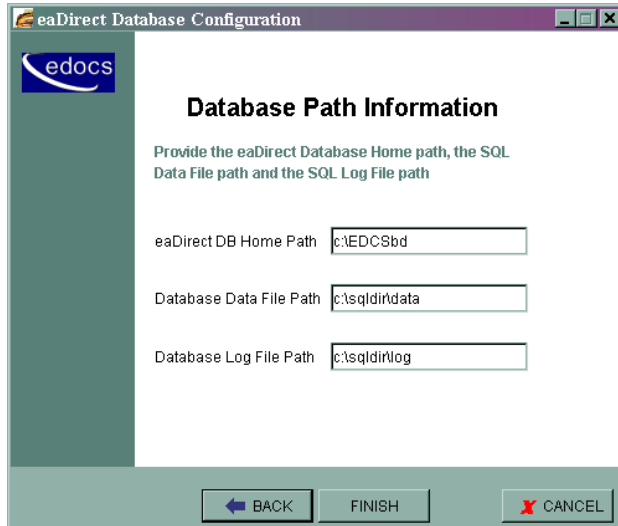 eaDirect Database Configuration
edocs
Database Path Information
Provide the eaDirect Database Home path, the SQL
Data File path and the SQL Log File path
eaDirect DB Home Path c:\EDCSbd
Database Data File Path c:\sqldir\data
Database Log File Path c:\sqldir\log
BACK FINISH CANCEL